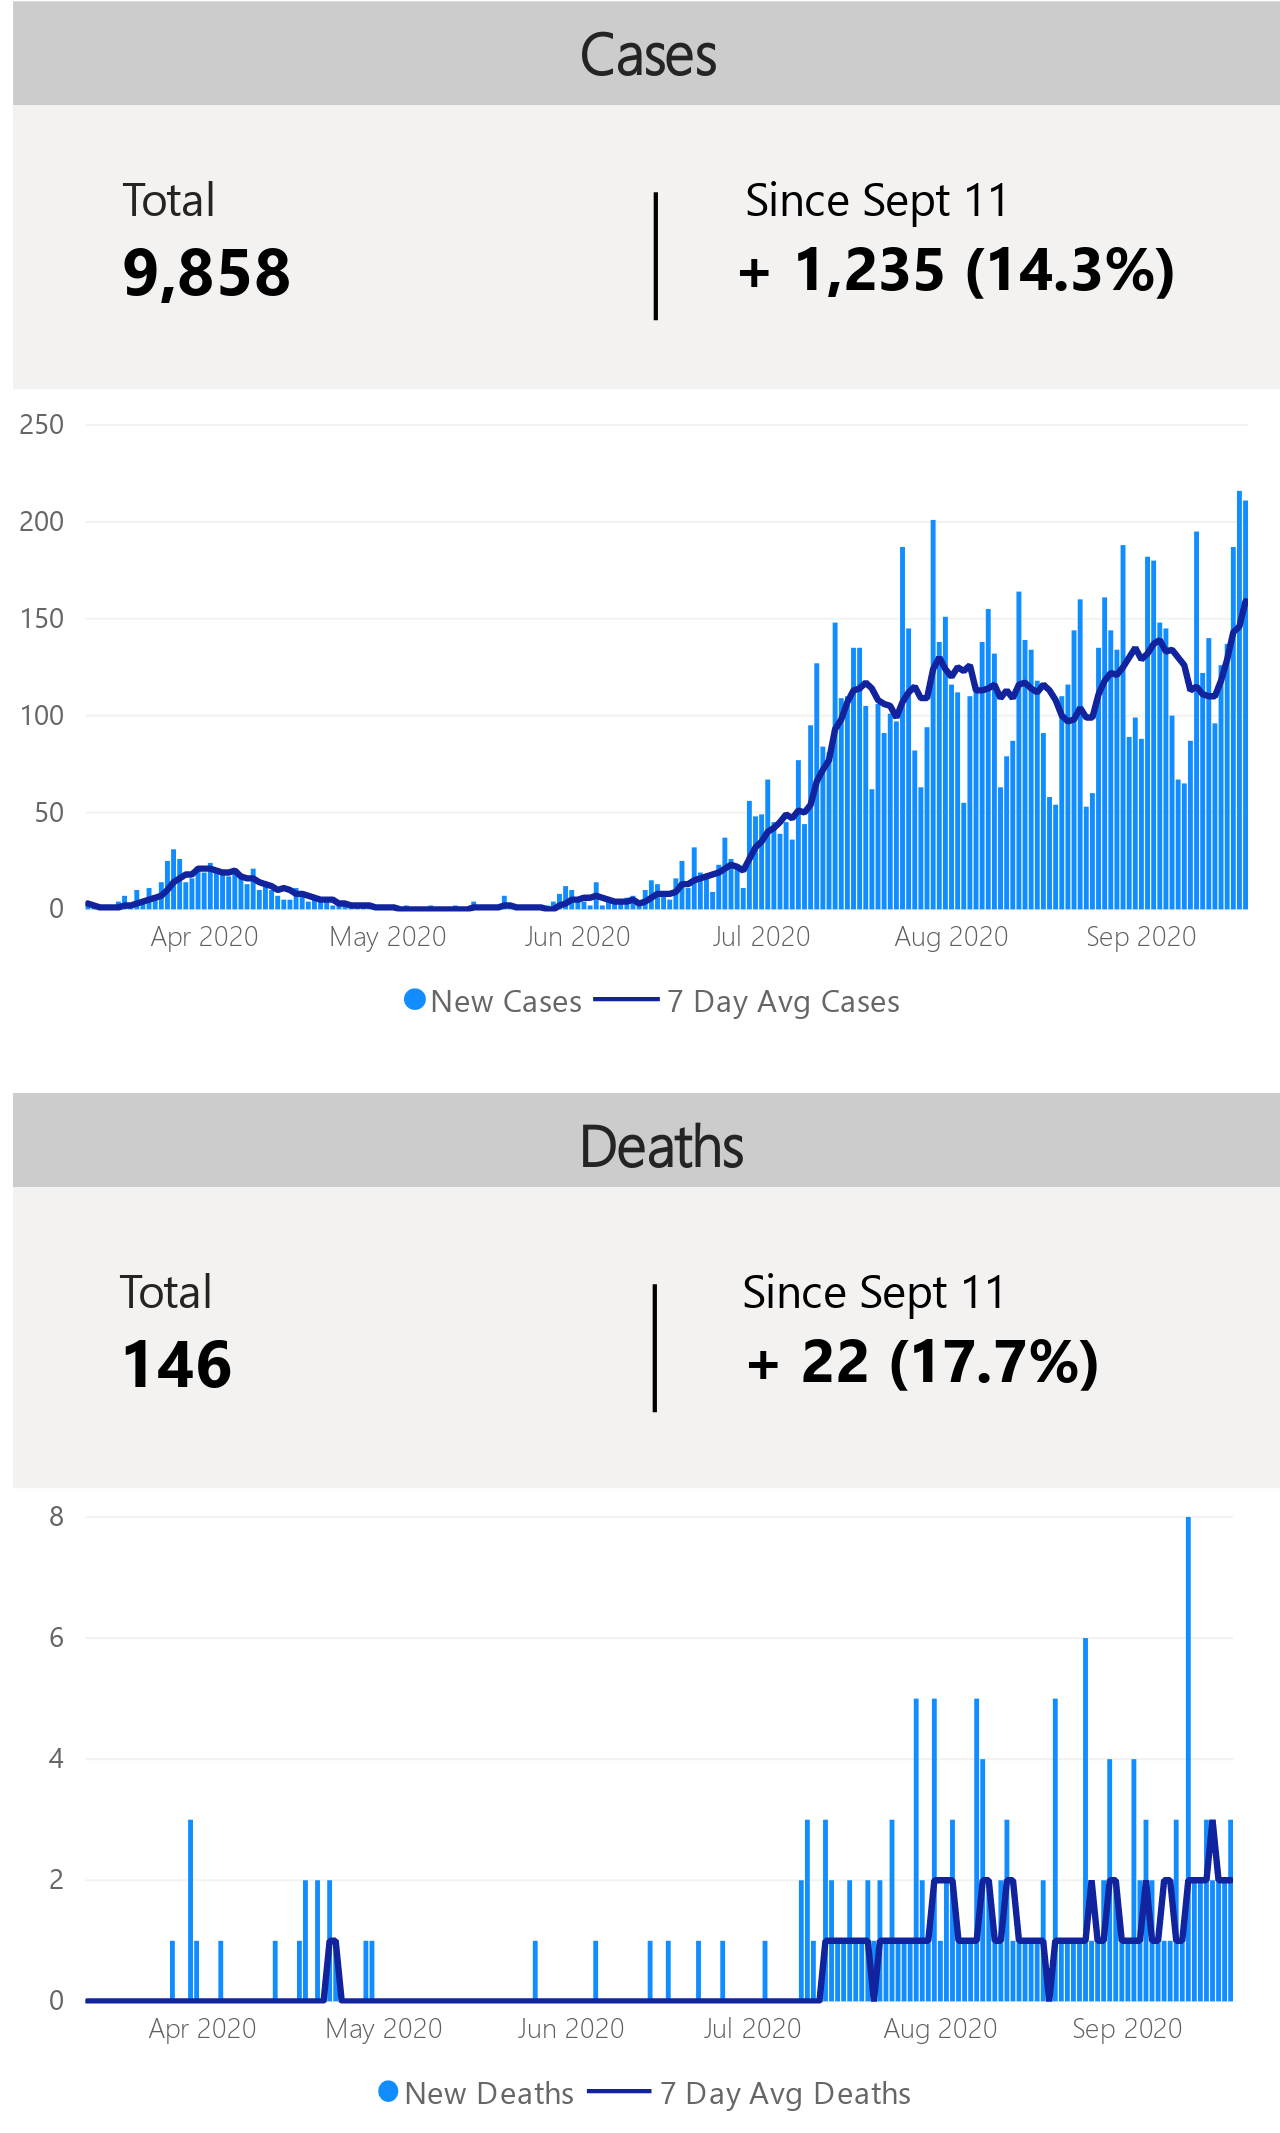 Cases
Total
Since Sept 11
9,858
+ 1,235 (14.3%)
250
200
150
100
50
0
Apr 2020 May 2020 Jun 2020 Jul 2020 Aug 2020 Sep 2020
New Cases 7 Day Avg Cases
Deaths
Total
Since Sept 11
146
+ 22 (17.7%)
8
6
4
2
0
Apr 2020 May 2020 Jun 2020 Jul 2020 Aug 2020 Sep 2020
New Deaths 7 Day Avg Deaths